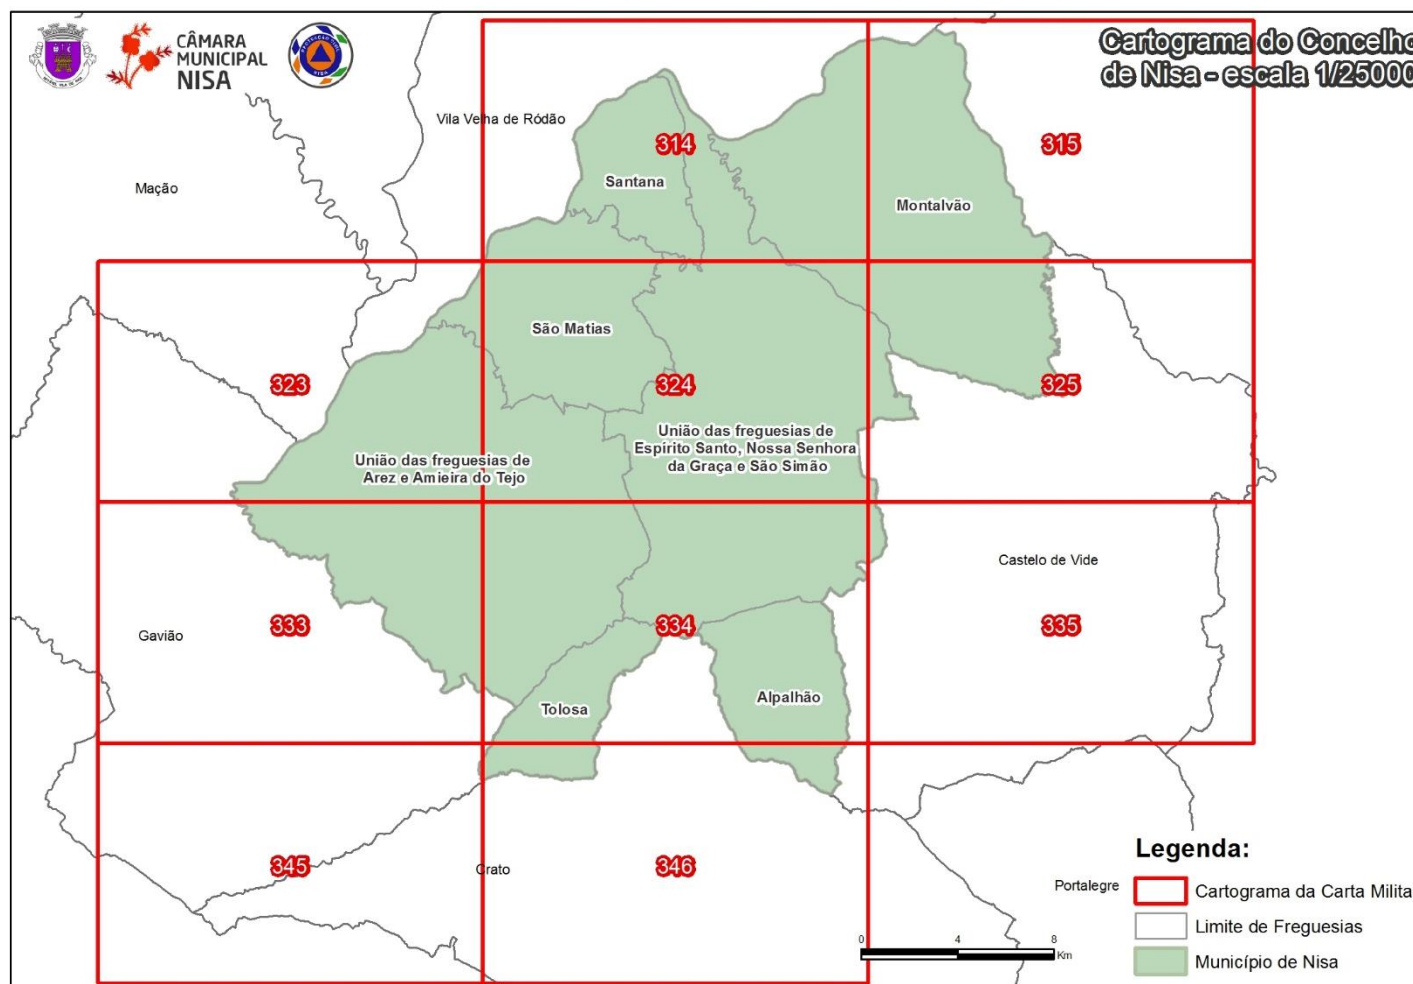 CÂMARA
MUNICIPAL
NISA
Cartograma do Concelho
de Nisa - escala 1/25000
Vila Velha de Ródão
314
315
Santana
Mação
Montalvão
São Matias
323
324
325
União das freguesias de
Espírito Santo, Nossa Senhora
da Graça e São Simão
União das freguesias de
Arez e Amieira do Tejo
Castelo de Vide
333
334
335
Gavião
Alpalhão
Tolosa
345
346
Crato
Portalegre
Legenda:
Cartograma da Carta Milita
Limite de Freguesias
Município de Nisa
0 4 8
Km